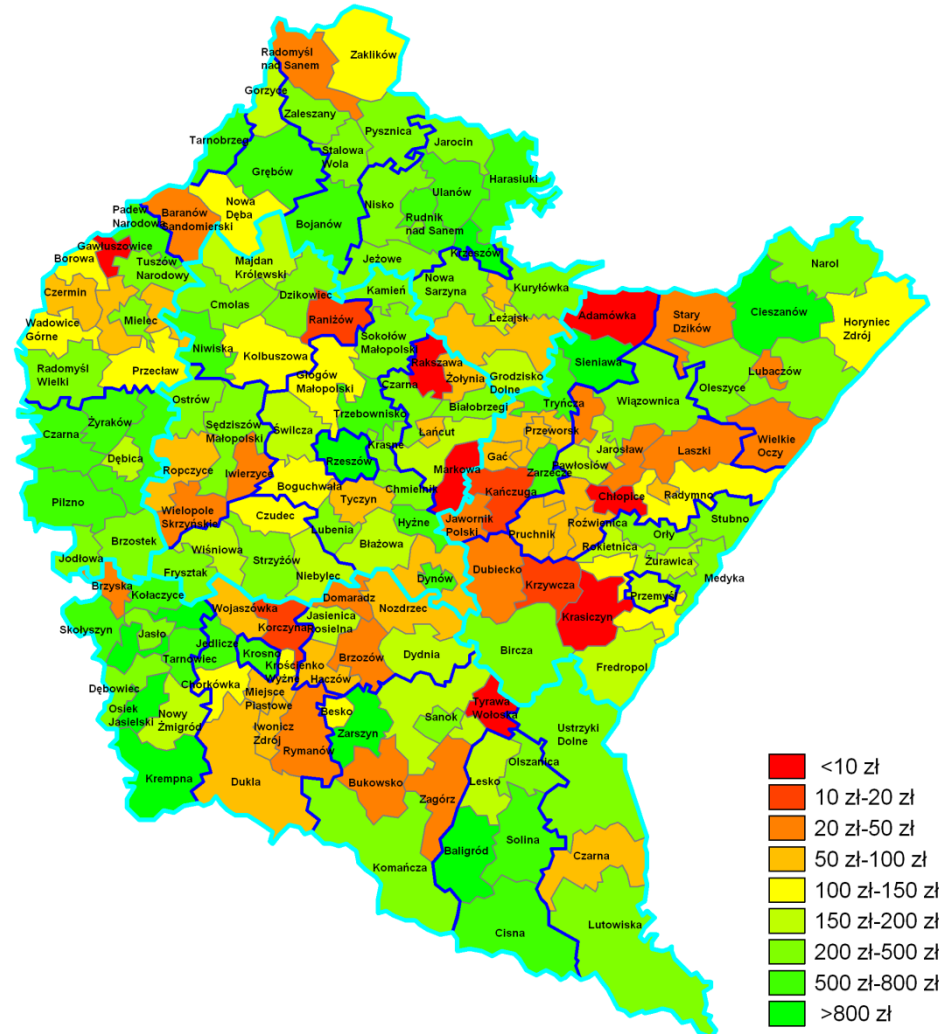 Radomyśl
nad Sanem
Zaklików
Gorzyce
Zaleszany
Pysznica
Tarnobrzeg
Stalowa
Wola
Jarocin
Grębów
Harasiuki
Ulanów
Nowa
Dęba
Nisko
Padew
Narodowa
Baranów
Sandomierski
Rudnik
nad Sanem
Bojanów
Gawłuszowice
Borowa
Tuszów
Narodowy
Majdan
Królewski
Jeżowe
Krzeszów
Narol
Nowa
Sarzyna
Kuryłówka
Czermin
Cmolas
Dzikowiec
Kamień
Adamówka
Stary
Dzików
Cieszanów
Horyniec
Zdrój
Mielec
Raniżów
Leżajsk
Wadowice
Górne
Niwiska
Kolbuszowa
Sokołów
Małopolski
Radomyśl
Wielki
Przecław
Głogów
Małopolski
Rakszawa
Żołynia
Grodzisko
Dolne
Sieniawa
Lubaczów
Oleszyce
Czarna
Wiązownica
Ostrów
Trzebownisko
Białobrzegi
Tryńcza
Czarna
Żyraków
Sędziszów
Małopolski
Świlcza
Krasne
Łańcut
Przeworsk
Wielkie
Oczy
Dębica
Rzeszów
Gać
Pawłosiów
Jarosław
Laszki
Ropczyce
Iwierzyce
Markowa
Zarzecze
Pilzno
Boguchwała
Tyczyn
Chmielnik
Kańczuga
Chłopice
Radymno
Wielopole
Skrzyńskie
Czudec
Lubenia
Hyżne
Jawornik
Polski
Pruchnik
Roźwienica
Stubno
Brzostek
Wiśniowa
Błażowa
Rokietnica
Orły
Jodłowa
Frysztak
Strzyżów
Niebylec
Dynów
Dubiecko
Żurawica
Medyka
Brzyska
Kołaczyce
Krzywcza
Przemyśl
Wojaszówka
Domaradz
Nozdrzec
Krasiczyn
Skołyszyn
Jasło
Korczyna
Jasienica
Rosielna
Jedlicze
Krosno
Bircza
Tarnowiec
Krościenko
Wyżne
Brzozów
Dydnia
Fredropol
Dębowiec
Chorkówka
Haczów
Osiek
Jasielski
Nowy
Żmigród
Miejsce
Piastowe
Besko
Tyrawa
Wołoska
Iwonicz
Zdrój
Zarszyn
Sanok
Ustrzyki
Dolne
Rymanów
Olszanica
Krempna
Dukla
Bukowsko
Zagórz
Lesko
Solina
Baligród
Czarna
Komańcza
Lutowiska
Cisna
<10 zł
10 zł-20 zł
20 zł-50 zł
50 zł-100 zł
100 zł-150 zł
150 zł-200 zł
200 zł-500 zł
500 zł-800 zł
>800 zł